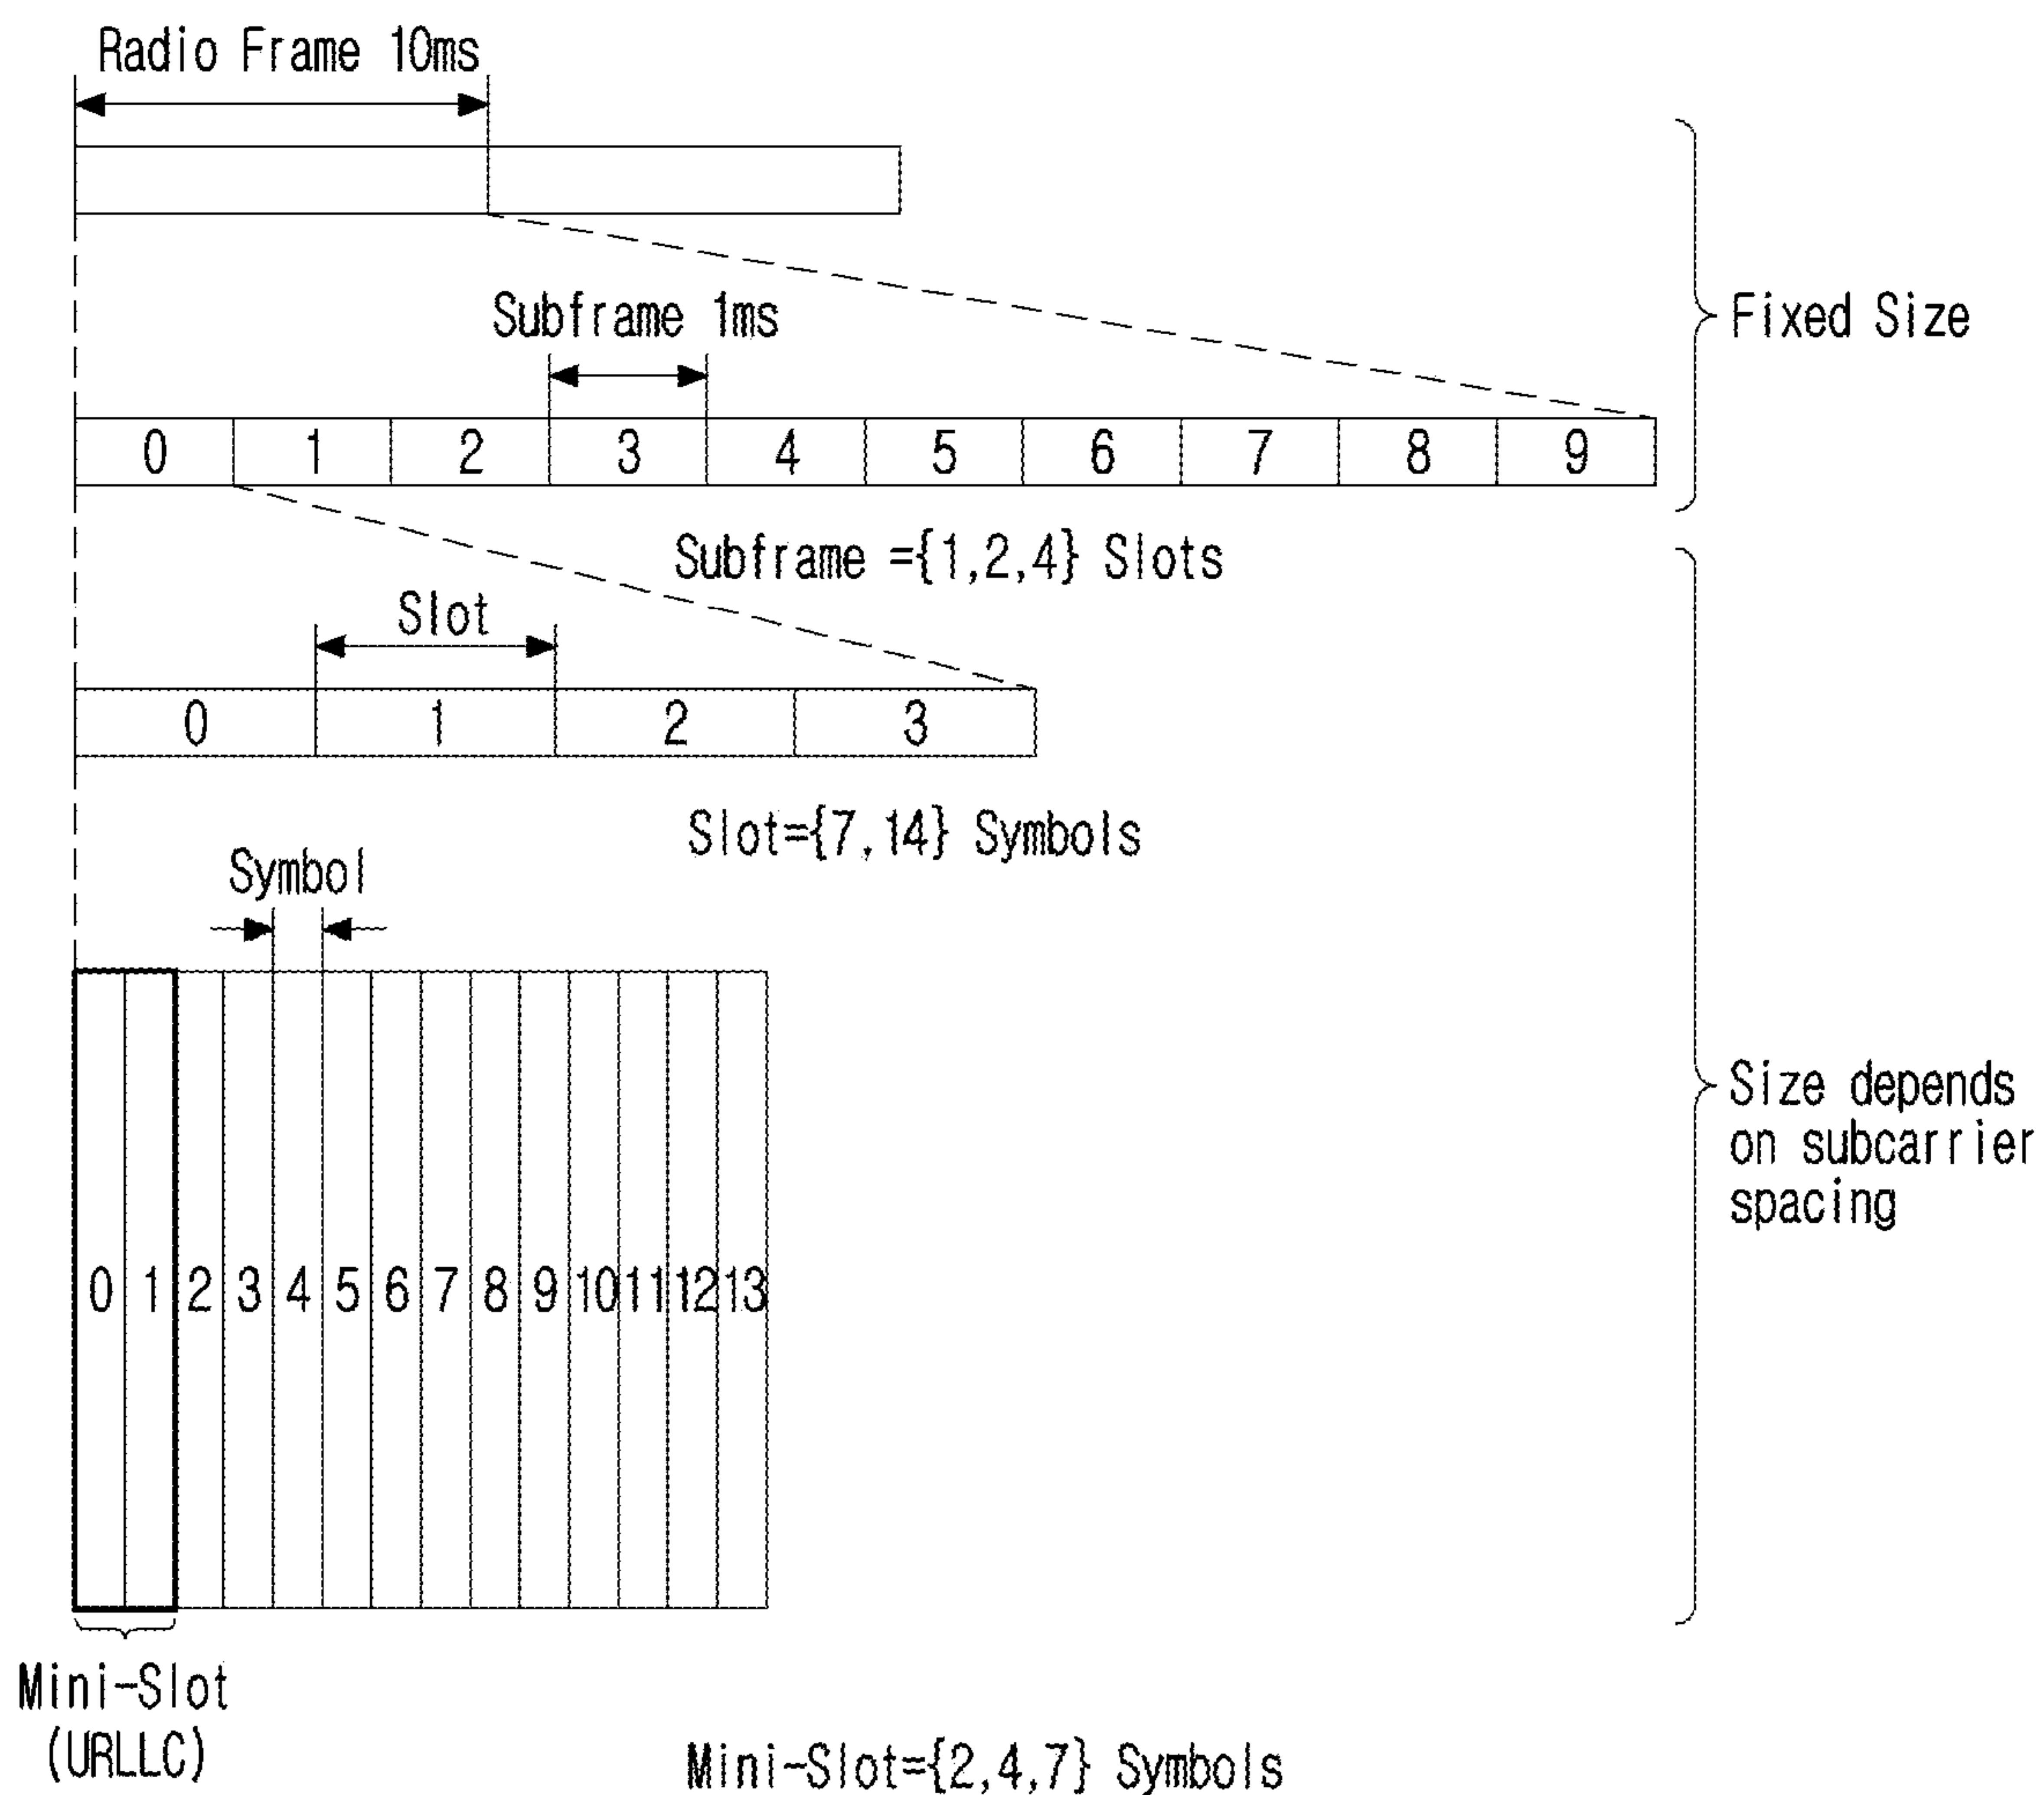 Radio Frame 10ms
Subframe 1ms
Fixed Size
0 1 2 3 4 5 6 7 8 9
Subframe ={1,2,4} Slots
Slot
0 1 2 3
Slot={7,14} Symbols
Symbol
Size depends
on subcarrier
spacing
0 1 2 3 4 5 6 7 8 9 10 11 12 13
Mini-Slot
(URLLC)
Mini-Slot={2,4,7} Symbols